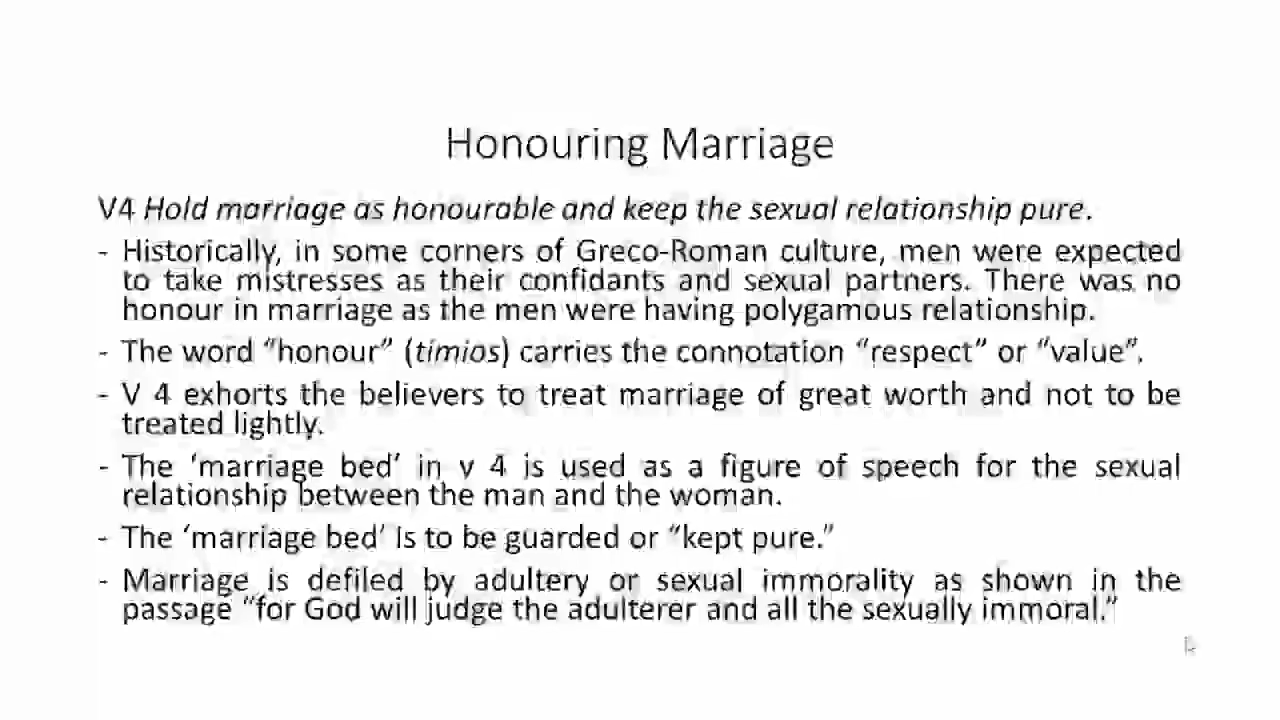 Honouring Marriage
V4 Hold marriage as honourable and keep the sexual relationship pure.
- Historically, in some corners of Greco-Roman culture, men were expected
to take mistresses as their confidants and sexual partners. There was no
honour in marriage as the men were having polygamous relationship.
- The word “honour” (timios) carries the connotation “respect” or “value”.
- V 4 exhorts the believers to treat marriage of great worth and not to be
treated lightly.
- The ‘marriage bed’ in v 4 is used as a figure of speech for the sexual
relationship between the man and the woman.
- The ‘marriage bed’ is to be guarded or “kept pure.”
- Marriage is defiled by adultery or sexual immorality as shown in the
passage “for God will judge the adulterer and all the sexually immoral.”